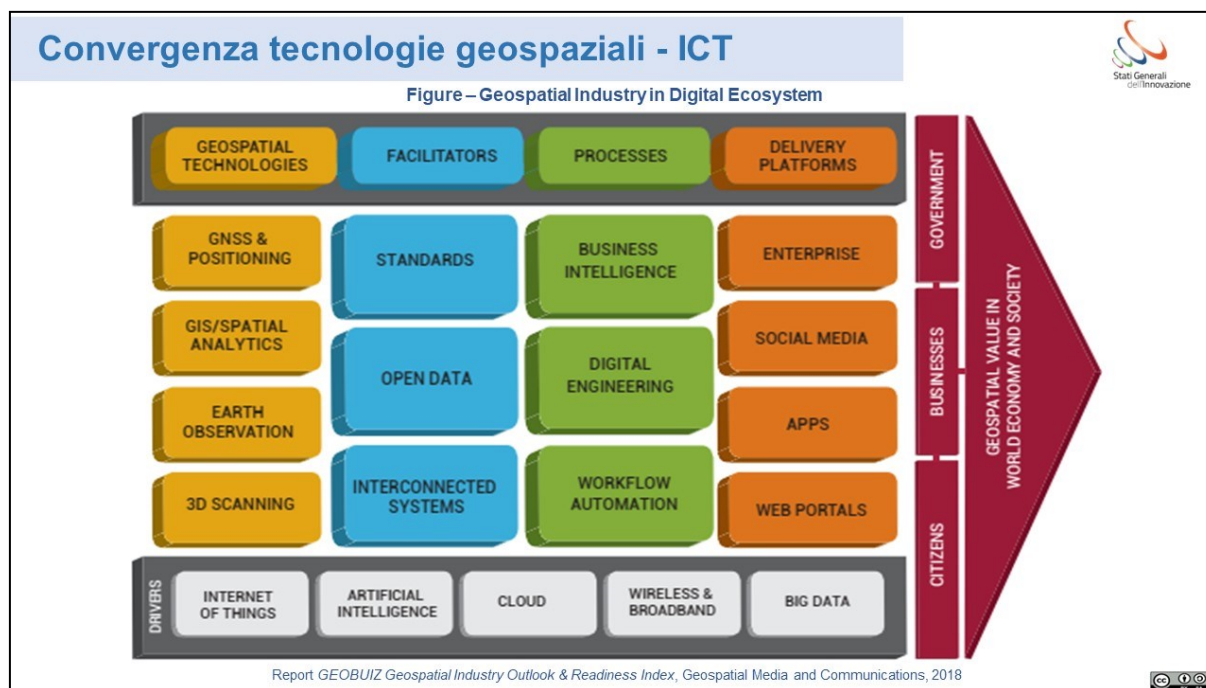 Convergenza tecnologie geospaziali - ICT
Stati Generali
dell'Innovazione
Figure – Geospatial Industry in Digital Ecosystem
GEOSPATIAL
TECHNOLOGIES
FACILITATORS
PROCESSES
DELIVERY
PLATFORMS
GNSS &
POSITIONING
GIS/SPATIAL
ANALYTICS
EARTH
OBSERVATION
3D SCANNING
STANDARDS
OPEN DATA
INTERCONNECTED
SYSTEMS
BUSINESS
INTELLIGENCE
DIGITAL
ENGINEERING
WORKFLOW
AUTOMATION
ENTERPRISE
SOCIAL MEDIA
APPS
WEB PORTALS
DRIVERS
INTERNET
OF THINGS
ARTIFICIAL
INTELLIGENCE
CLOUD
WIRELESS &
BROADBAND
BIG DATA
GOVERNMENT
BUSINESSES
CITIZENS
GEOSPATIAL VALUE IN
WORLD ECONOMY AND SOCIETY
Report GEOBUIZ Geospatial Industry Outlook & Readiness Index, Geospatial Media and Communications, 2018
cc